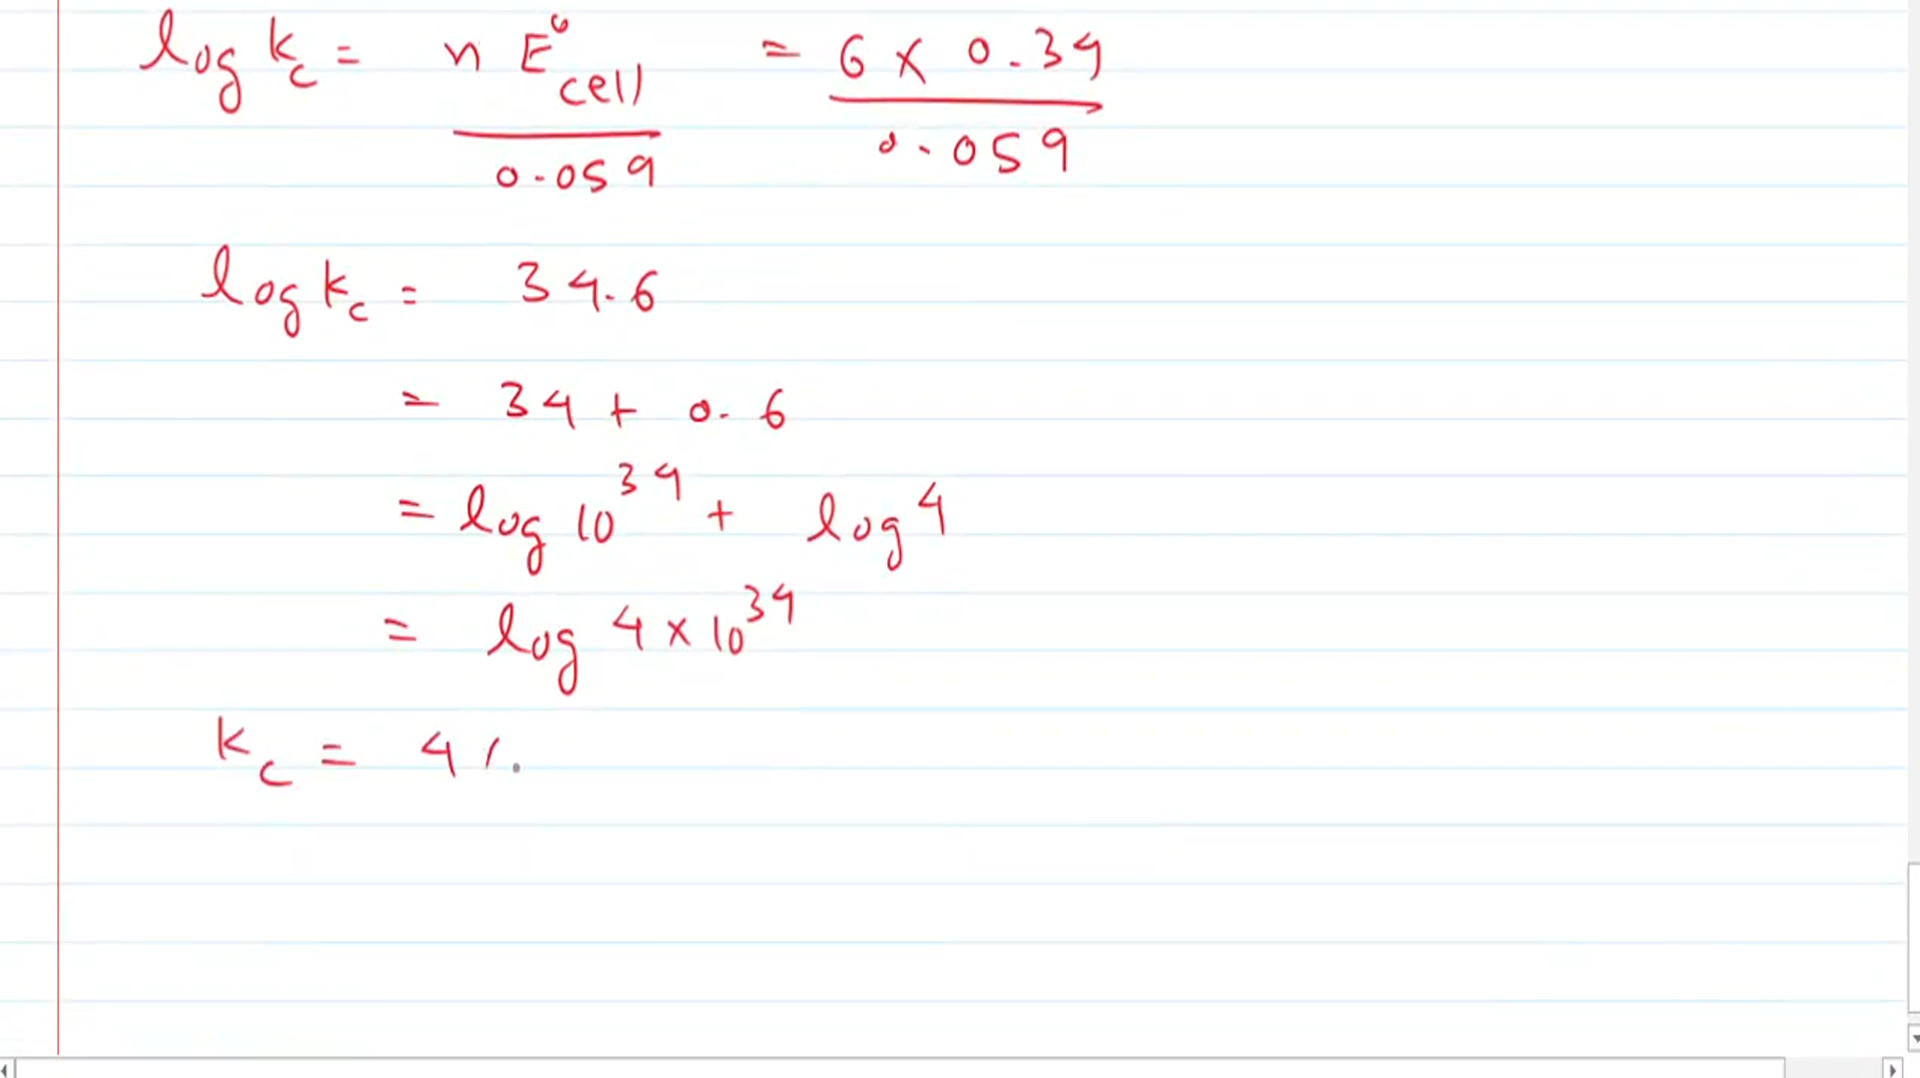 log kc = n E°cell / 0.059 = 6 × 0.34 / 0.059
log kc = 34.6
= 34 + 0.6
= log 10^34 + log 4
= log 4 × 10^34
kc = 4